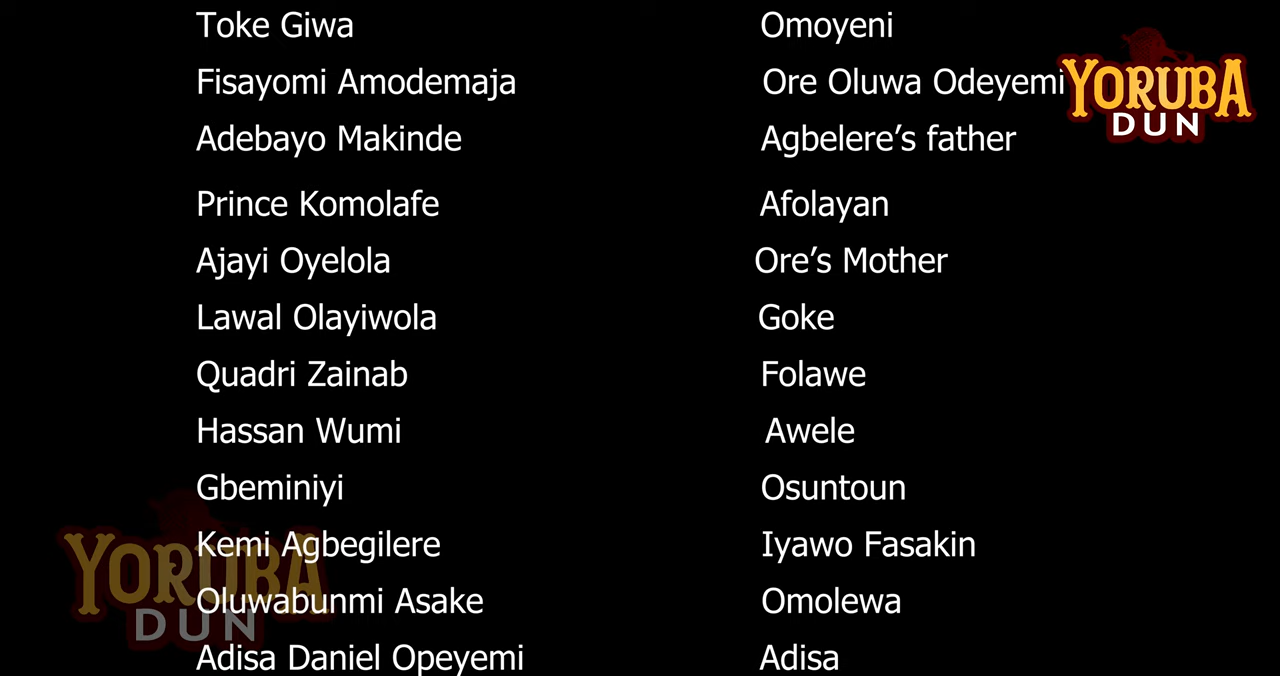 Toke Giwa Omoyeni
Fisayomi Amodemaja Ore Oluwa Odeyemi
Adebayo Makinde Agbelere’s father
Prince Komolafe Afolayan
Ajayi Oyelola Ore’s Mother
Lawal Olayiwola Goke
Quadri Zainab Folawe
Hassan Wumi Awele
Gbeminiyi Osuntoun
Kemi Agbegilere Iyawo Fasakin
Oluwabunmi Asake Omolewa
Adisa Daniel Opeyemi Adisa
YORUBA
DUN
YORUBA
DUN